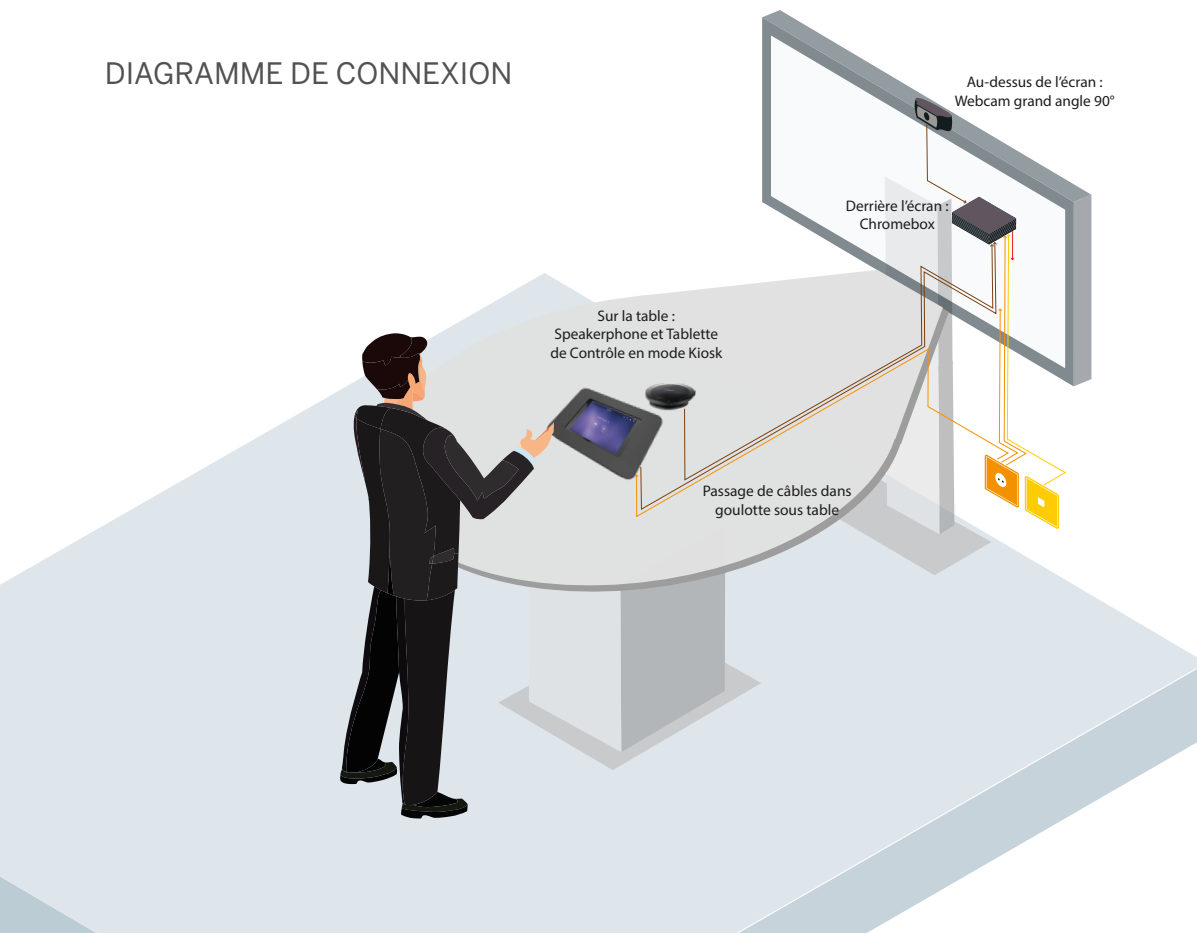 DIAGRAMME DE CONNEXION
Au-dessus de l'écran :
Webcam grand angle 90°
Derrière l'écran :
Chromebox
Sur la table :
Speakerphone et Tablette
de Contrôle en mode Kiosk
Passage de câbles dans
goulotte sous table